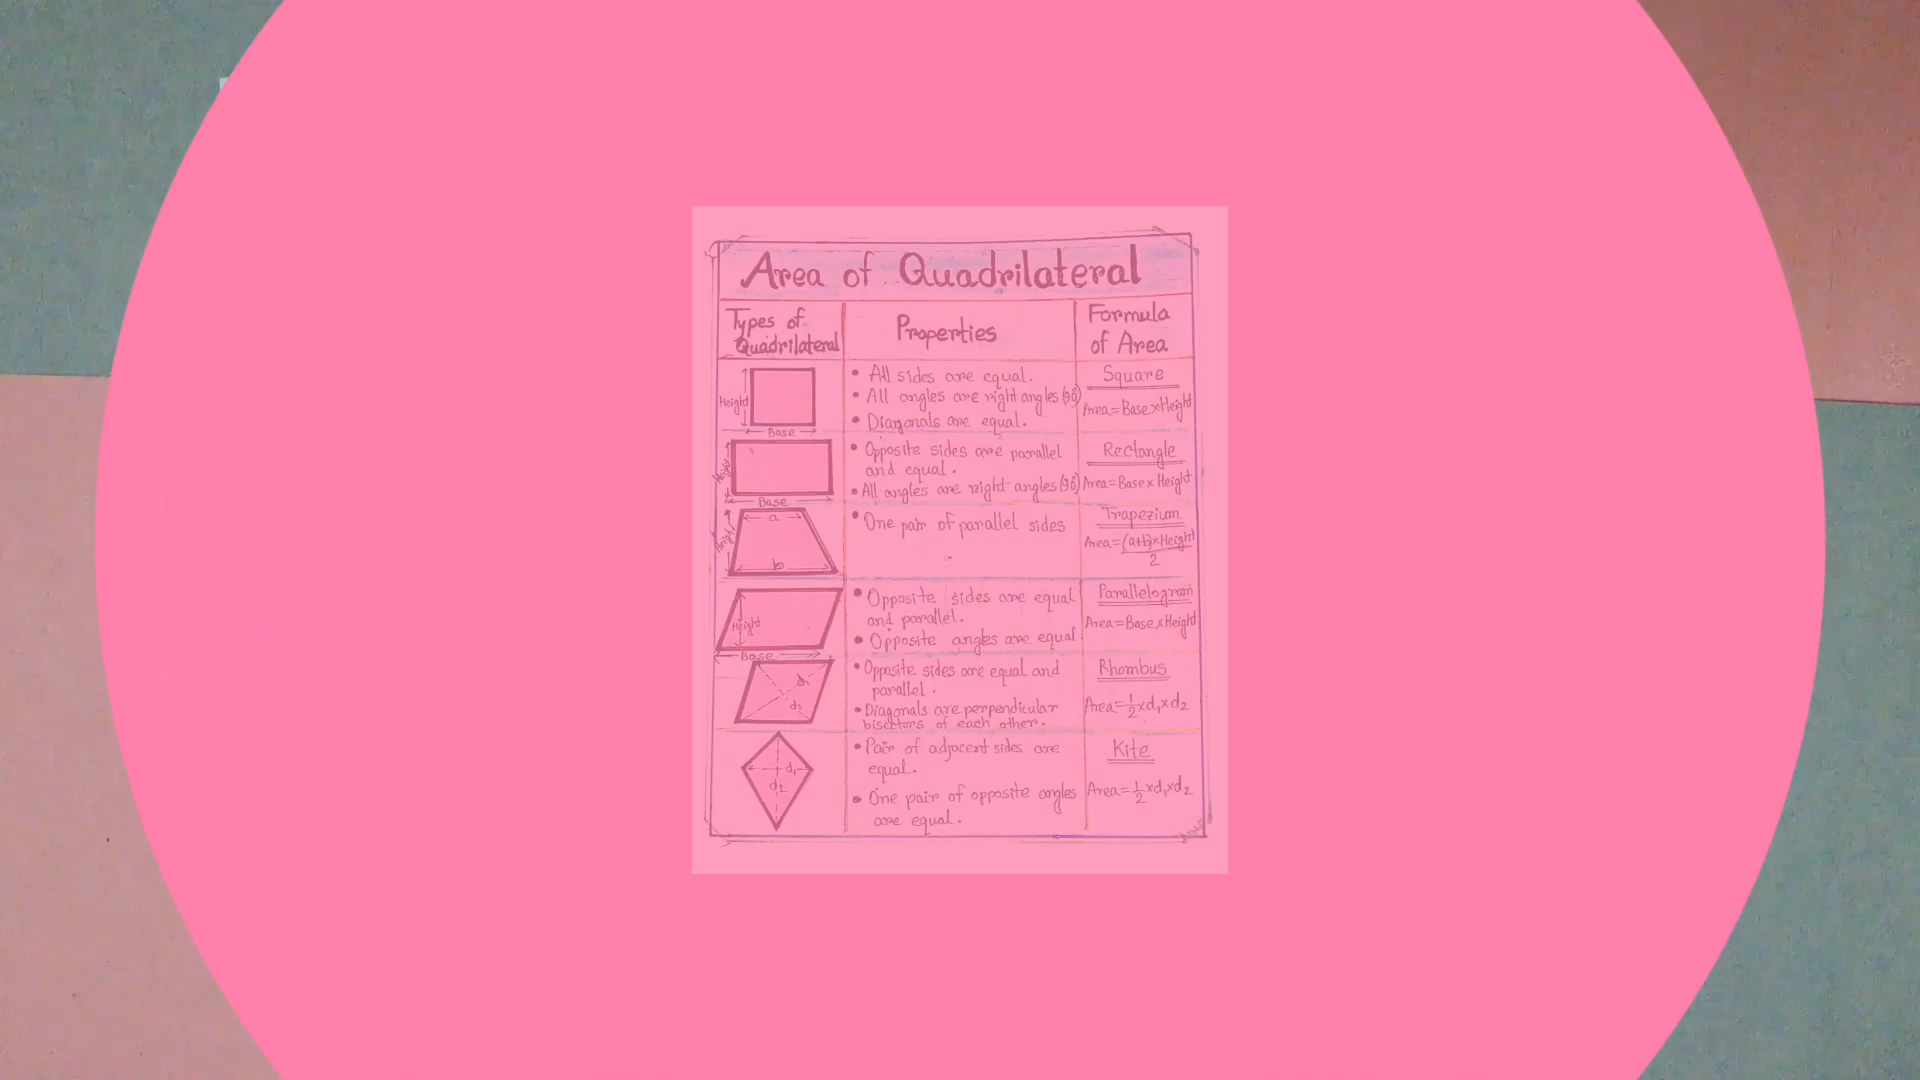 Area of Quadrilateral
Types of
Quadrilateral
Properties
Formula
of Area
Height
Base
• All sides are equal.
• All angles are right angles (90°)
• Diagonals are equal.
Square
Area=Base×Height
Height
Base
• Opposite sides are parallel
and equal.
• All angles are right angles (90°)
Rectangle
Area=Base×Height
Height
a
b
• One pair of parallel sides
Trapezium
Area=(a+b)×Height
2
Height
Base
• Opposite sides are equal
and parallel.
• Opposite angles are equal
Parallelogram
Area=Base×Height
d₁
d₂
• Opposite sides are equal and
parallel.
• Diagonals are perpendicular
bisectors of each other.
Rhombus
Area=½×d₁×d₂
d₁
d₂
• Pair of adjacent sides are
equal.
• One pair of opposite angles
are equal.
Kite
Area=½×d₁×d₂